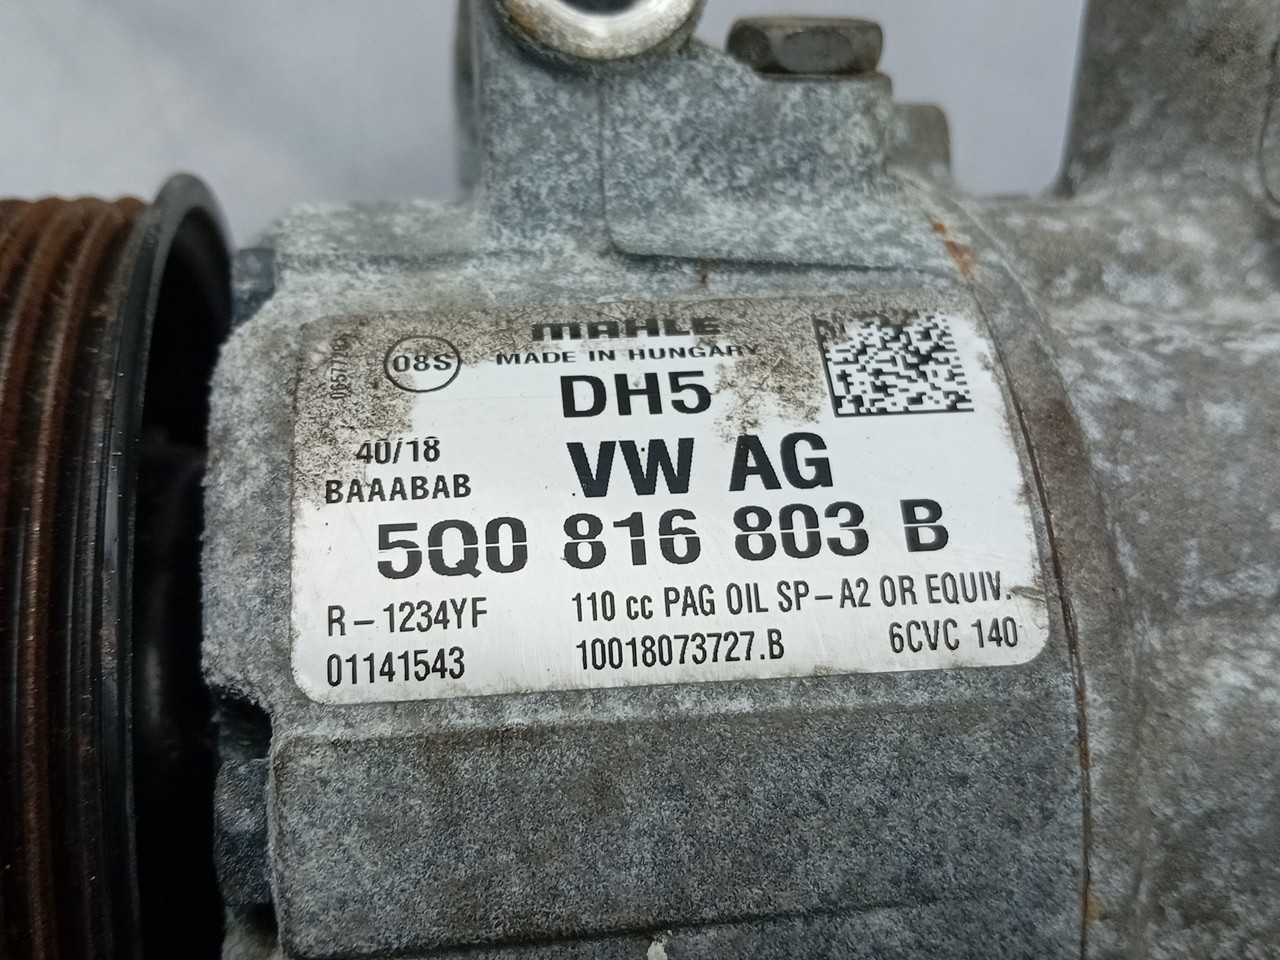 MAHLE
MADE IN HUNGARY
08S
DH5
40/18
BAAABAB
VW AG
5Q0 816 803 B
R-1234YF
110 cc PAG OIL SP-A2 OR EQUIV.
01141543
10018073727.B
6CVC 140